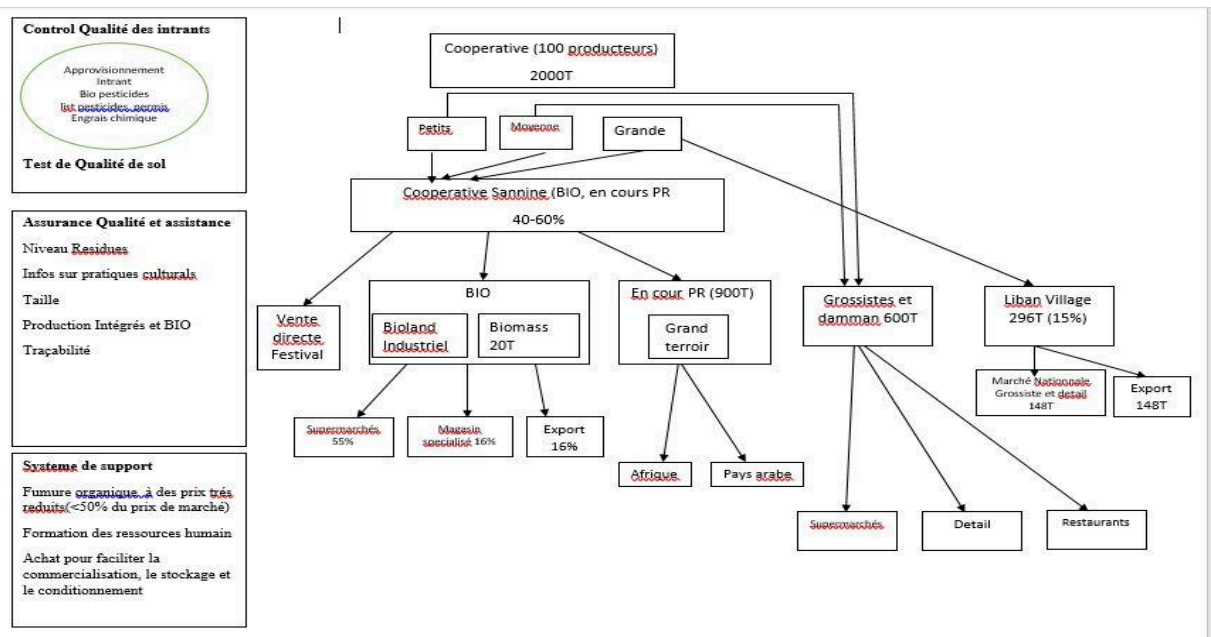 Control Qualité des intrants
Approvisionnement
Intrant
Bio pesticides
list pesticides permis
Engrais chimique
Test de Qualité de sol
Assurance Qualité et assistance
Niveau Residues
Infos sur pratiques culturals
Taille
Production Intégrés et BIO
Traçabilité
Systeme de support
Fumure organique à des prix trés
reduits(<50% du prix de marché)
Formation des ressources humain
Achat pour faciliter la
commercialisation, le stockage et
le conditionnement
Cooperative (100 producteurs)
2000T
Petits
Moyenne
Grande
Cooperative Sannine (BIO, en cours PR
40-60%
Vente
directe
Festival
BIO
Bioland
Industriel
Biomass
20T
En cour PR (900T)
Grand
terroir
Grossistes et
damman 600T
Liban Village
296T (15%)
Marché Nationnale
Grossiste et detail
148T
Export
148T
Supermarchés
55%
Magasin
specialisé 16%
Export
16%
Afrique
Pays arabe
Supermarchés
Detail
Restaurants